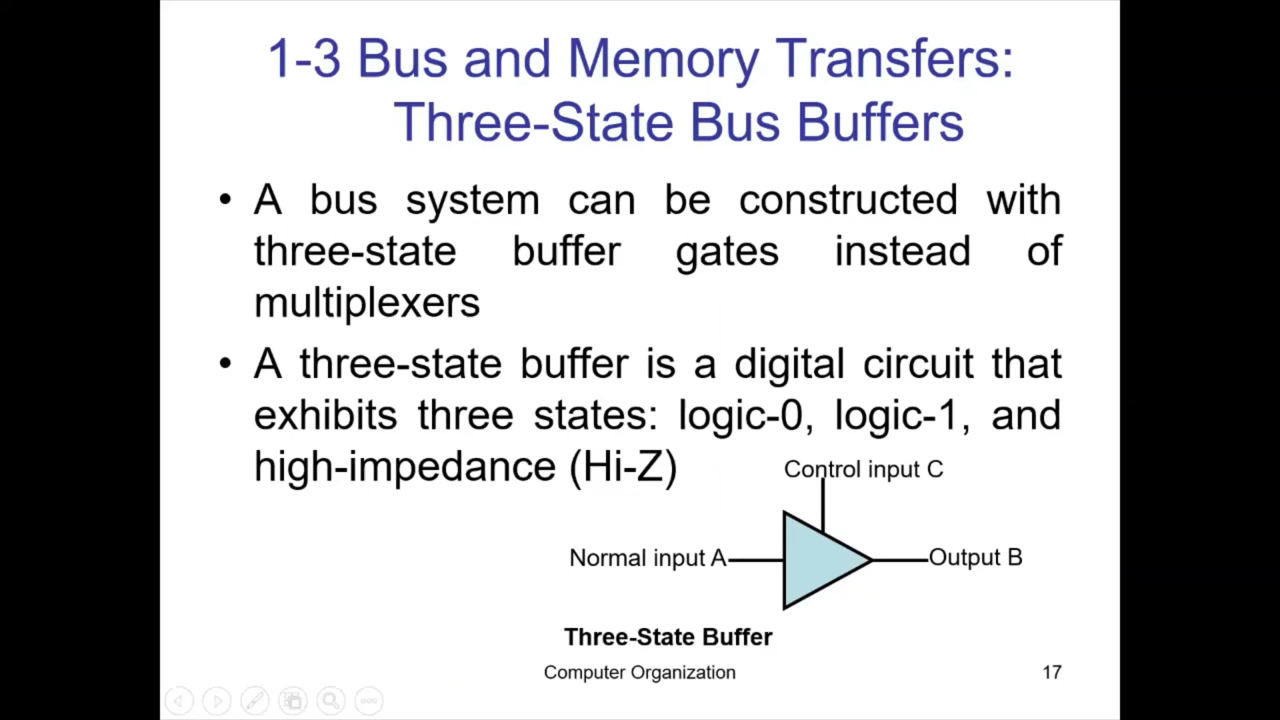 1-3 Bus and Memory Transfers:
Three-State Bus Buffers
• A bus system can be constructed with
three-state buffer gates instead of
multiplexers
• A three-state buffer is a digital circuit that
exhibits three states: logic-0, logic-1, and
high-impedance (Hi-Z)
Control input C
Normal input A
Output B
Three-State Buffer
Computer Organization
17